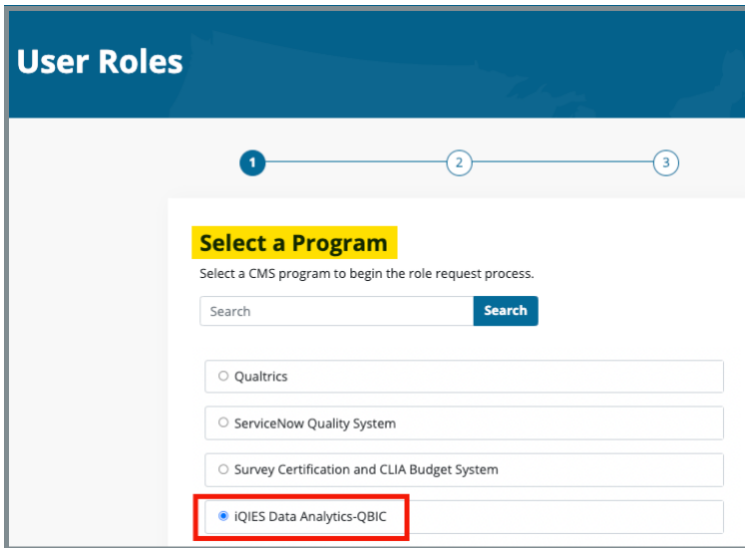 User Roles
1
2
3
Select a Program
Select a CMS program to begin the role request process.
Search Search
Qualtrics
ServiceNow Quality System
Survey Certification and CLIA Budget System
iQIES Data Analytics-QBIC